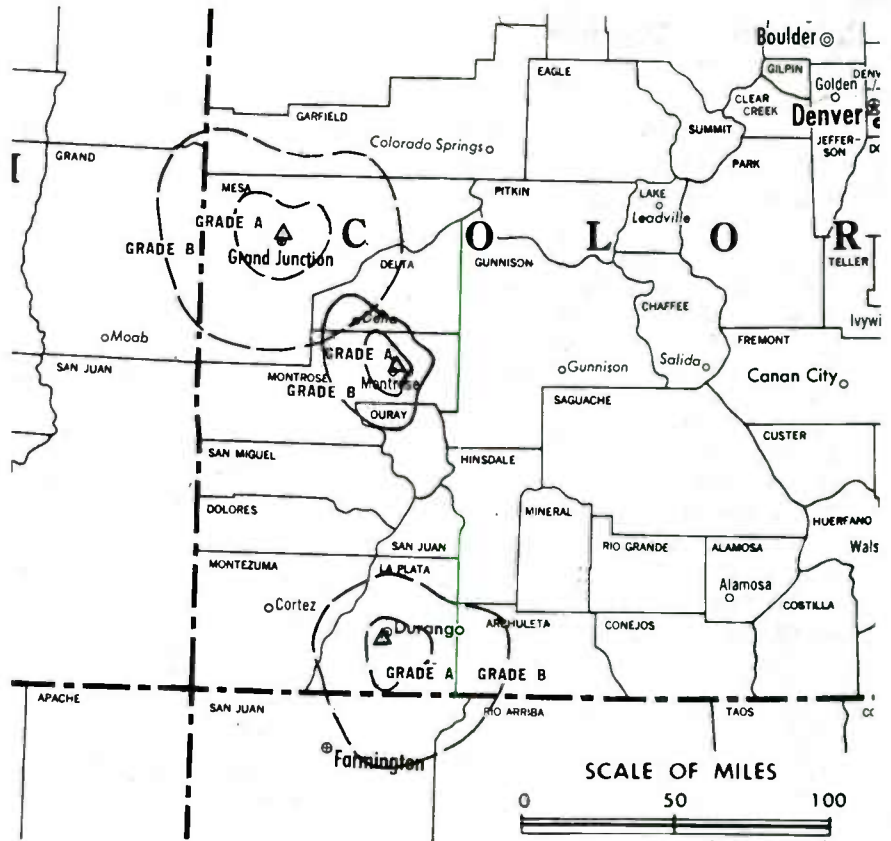 Boulder
GILPIN
DENV
EAGLE
Golden
CLEAR
CREEK
Denver
GARFIELD
SUMMIT
JEFFER-
SON
DO
Colorado Springs
GRAND
PARK
MESA
PITKIN
LAKE
Leadville
GRADE A
C O L O R
GRADE B
Grand Junction
DELTA
GUNNISON
TELLER
CHAFFEE
Ivywi
Moab
FREMONT
GRADE A
SAN JUAN
MONTROSE
Montrose
Gunnison
Salida
Canan City
GRADE B
OURAY
SAGUACHE
CUSTER
SAN MIGUEL
HINSDALE
DOLORES
MINERAL
HUERFANO
SAN JUAN
RIO GRANDE
ALAMOSA
Wals
MONTEZUMA
LA PLATA
Alamosa
Cortez
COSTILLA
Durango
ARCHULETA
CONEJOS
GRADE A
GRADE B
APACHE
SAN JUAN
RIO ARRIBA
TAOS
Farmington
SCALE OF MILES
0 50 100